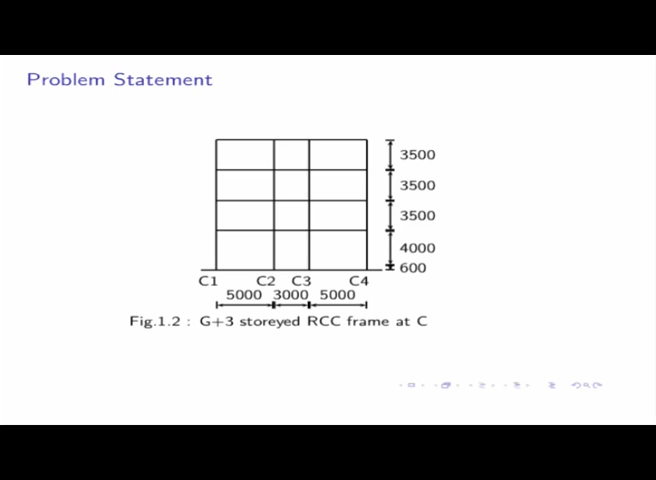 Problem Statement
3500
3500
3500
4000
600
C1 C2 C3 C4
5000 3000 5000
Fig.1.2 : G+3 storeyed RCC frame at C